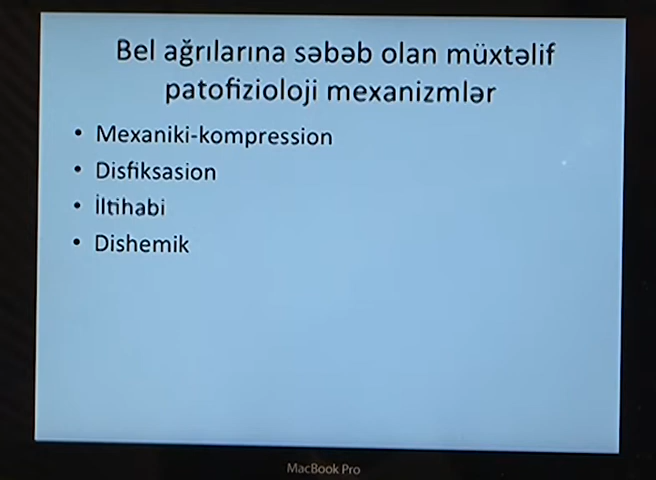 Bel ağrılarına səbəb olan müxtəlif
patofizioloji mexanizmlər
• Mexaniki-kompression
• Disfiksasion
• İltihabi
• Dishemik
MacBook Pro